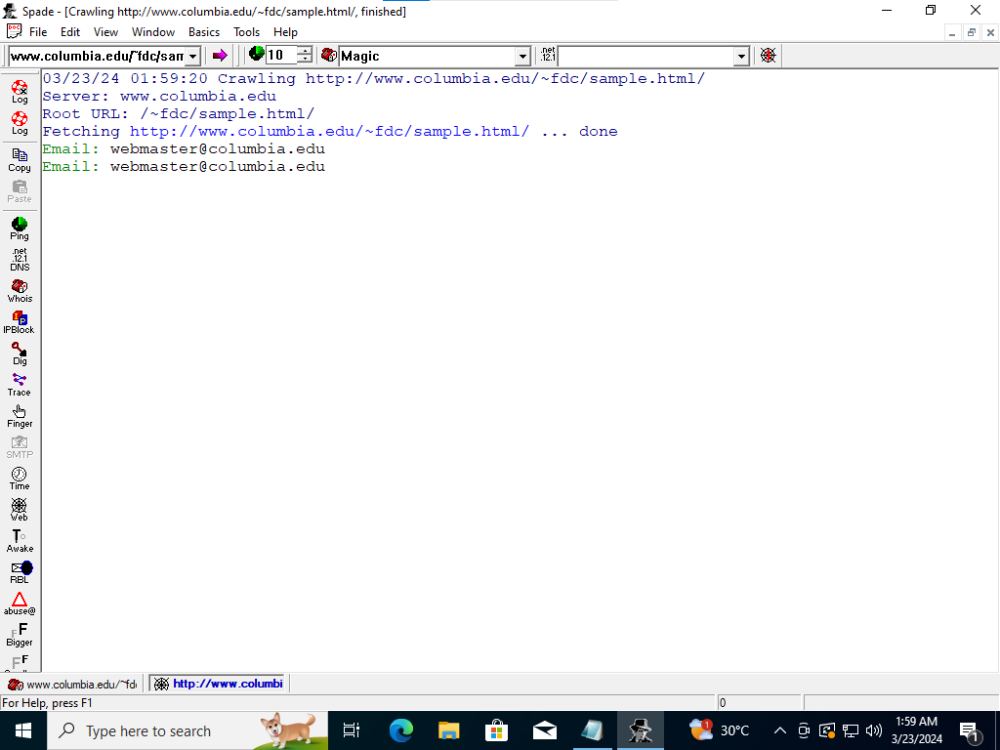 Spade - [Crawling http://www.columbia.edu/~fdc/sample.html/, finished]
File Edit View Window Basics Tools Help
www.columbia.edu/~fdc/sam 10 Magic .net .12.1
03/23/24 01:59:20 Crawling http://www.columbia.edu/~fdc/sample.html/
Server: www.columbia.edu
Root URL: /~fdc/sample.html/
Fetching http://www.columbia.edu/~fdc/sample.html/ ... done
Email: webmaster@columbia.edu
Email: webmaster@columbia.edu
Log
Log
Copy
Paste
Ping
.net
.12.1
DNS
Whois
IPBlock
Dig
Trace
Finger
SMTP
Time
Web
Awake
RBL
abuse@
Bigger
www.columbia.edu/~fd http://www.columbi
For Help, press F1 0
Type here to search 1 30°C 1:59 AM
3/23/2024 1